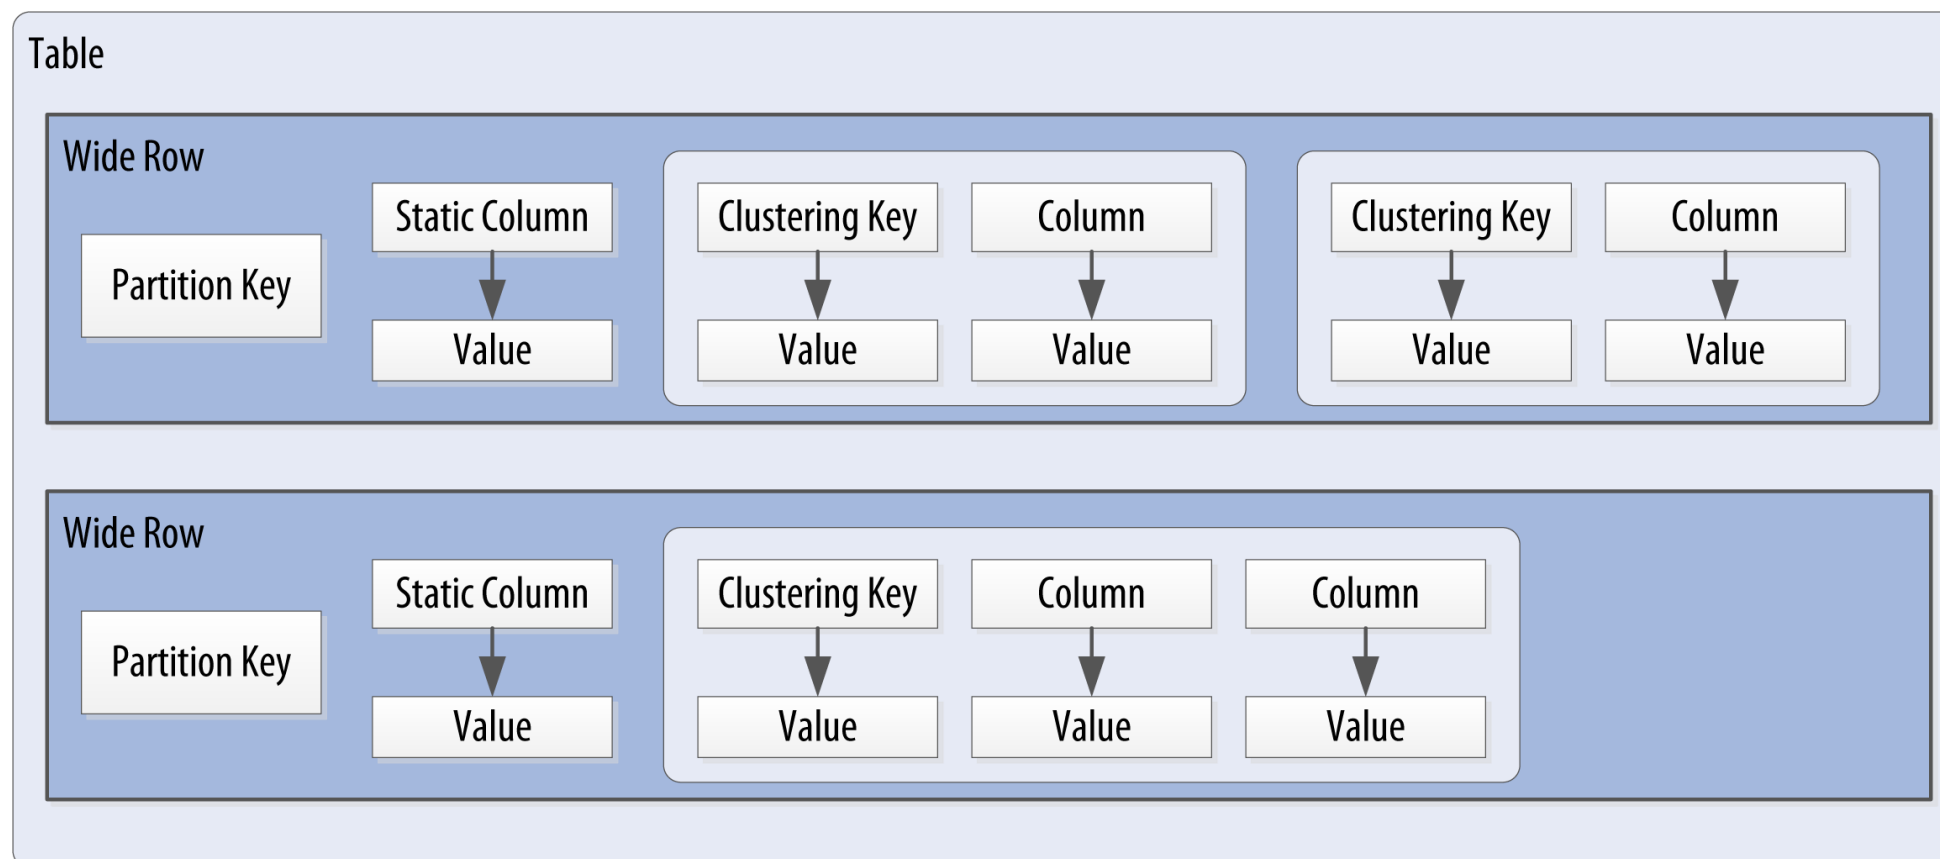 Table
Wide Row
Partition Key
Static Column
Value
Clustering Key
Value
Column
Value
Clustering Key
Value
Column
Value
Wide Row
Partition Key
Static Column
Value
Clustering Key
Value
Column
Value
Column
Value